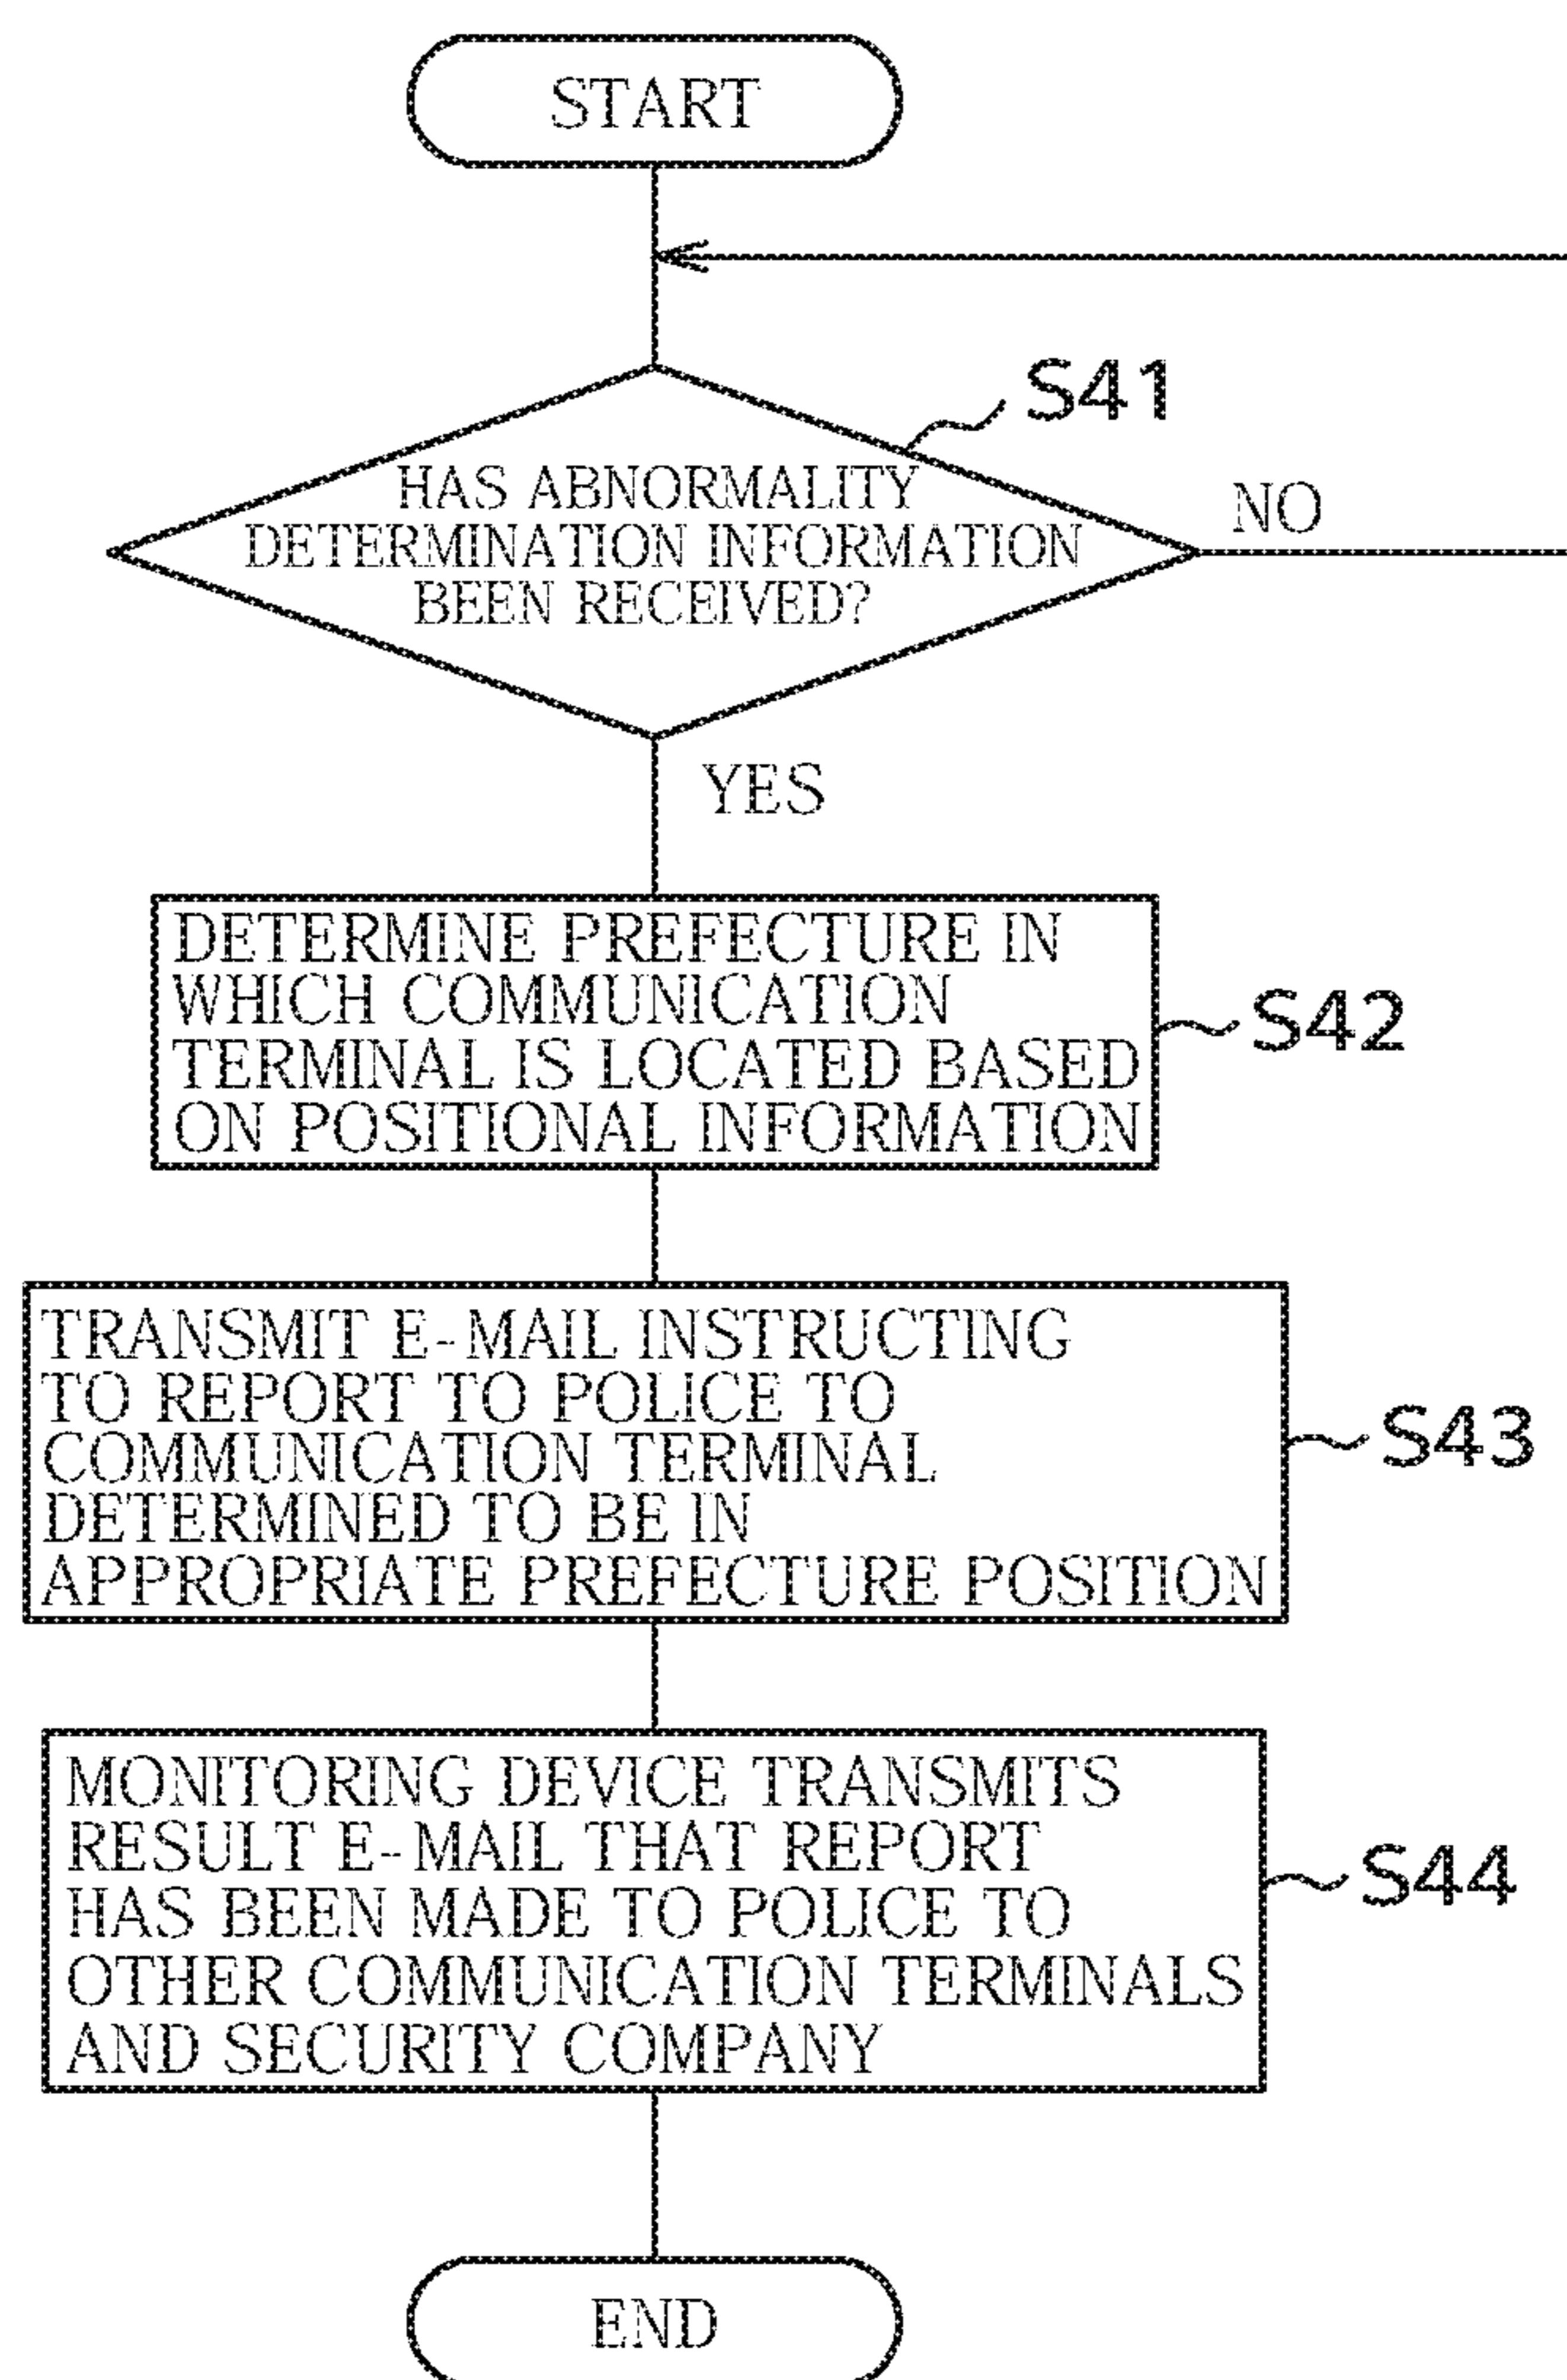 START
S41
HAS ABNORMALITY
DETERMINATION INFORMATION
BEEN RECEIVED?
NO
YES
DETERMINE PREFECTURE IN
WHICH COMMUNICATION
TERMINAL IS LOCATED BASED
ON POSITIONAL INFORMATION
S42
TRANSMIT E-MAIL INSTRUCTING
TO REPORT TO POLICE TO
COMMUNICATION TERMINAL
DETERMINED TO BE IN
APPROPRIATE PREFECTURE POSITION
S43
MONITORING DEVICE TRANSMITS
RESULT E-MAIL THAT REPORT
HAS BEEN MADE TO POLICE TO
OTHER COMMUNICATION TERMINALS
AND SECURITY COMPANY
S44
END